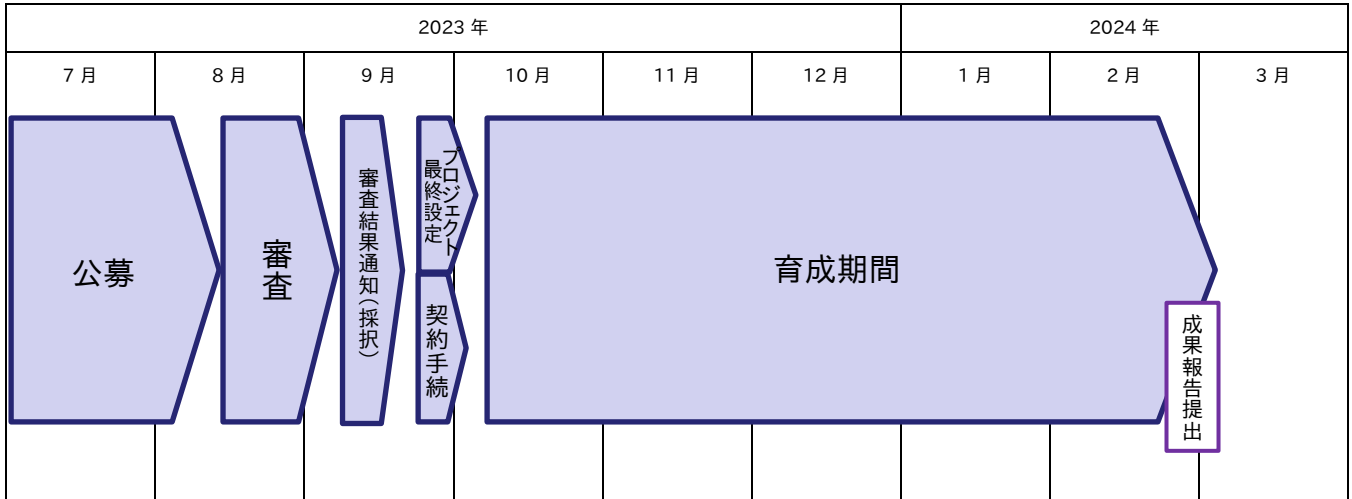 2023 年
2024 年
7 月
8 月
9 月
10 月
11 月
12 月
1 月
2 月
3 月
公募
審査
審査結果通知(採択)
プロジェクト
最終設定
契約手続
育成期間
成果報告提出